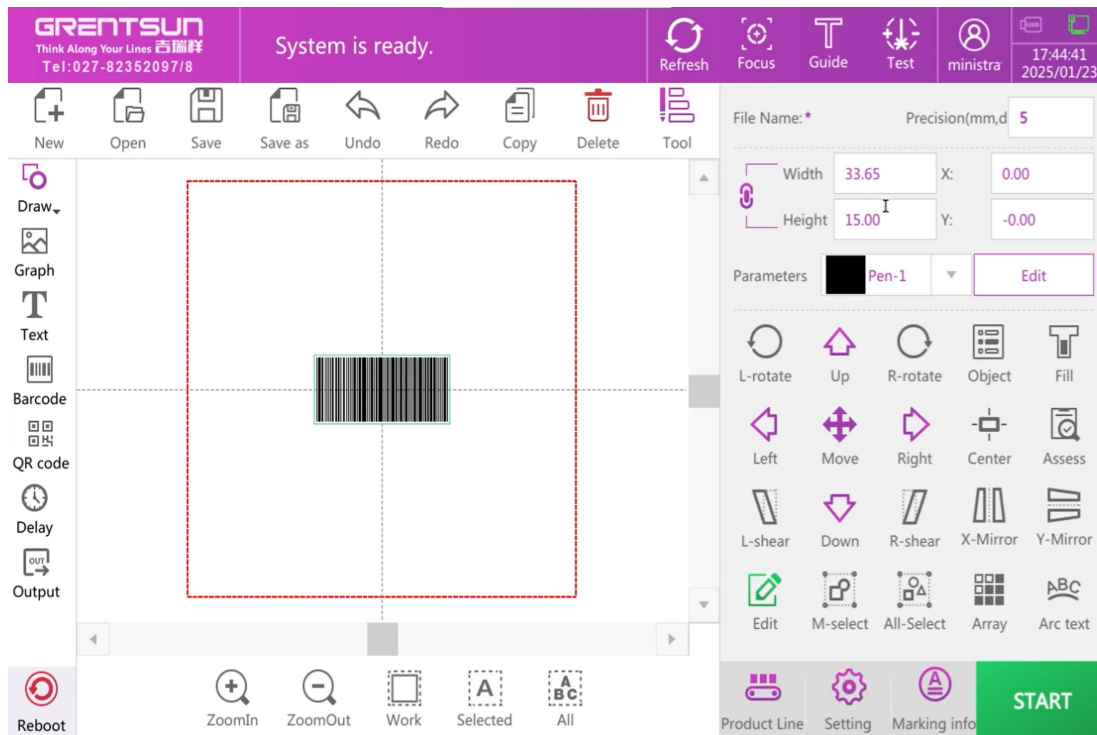 GRENTSUN
Think Along Your Lines 吉瑞祥
Tel:027-82352097/8
System is ready.
Refresh
Focus
Guide
Test
ministra
17:44:41
2025/01/23
New
Open
Save
Save as
Undo
Redo
Copy
Delete
Tool
File Name:*
Precision(mm,d
5
Width
33.65
X:
0.00
Height
15.00
Y:
-0.00
Parameters
Pen-1
Edit
Draw
Graph
T
Text
Barcode
QR code
Delay
OUT
Output
L-rotate
Up
R-rotate
Object
Fill
Left
Move
Right
Center
Assess
L-shear
Down
R-shear
X-Mirror
Y-Mirror
Edit
M-select
All-Select
Array
ABC
Arc text
Reboot
ZoomIn
ZoomOut
Work
A
Selected
A
B C
All
Product Line
Setting
A
Marking info
START